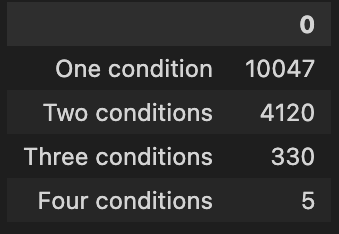 0
One condition 10047
Two conditions 4120
Three conditions 330
Four conditions 5